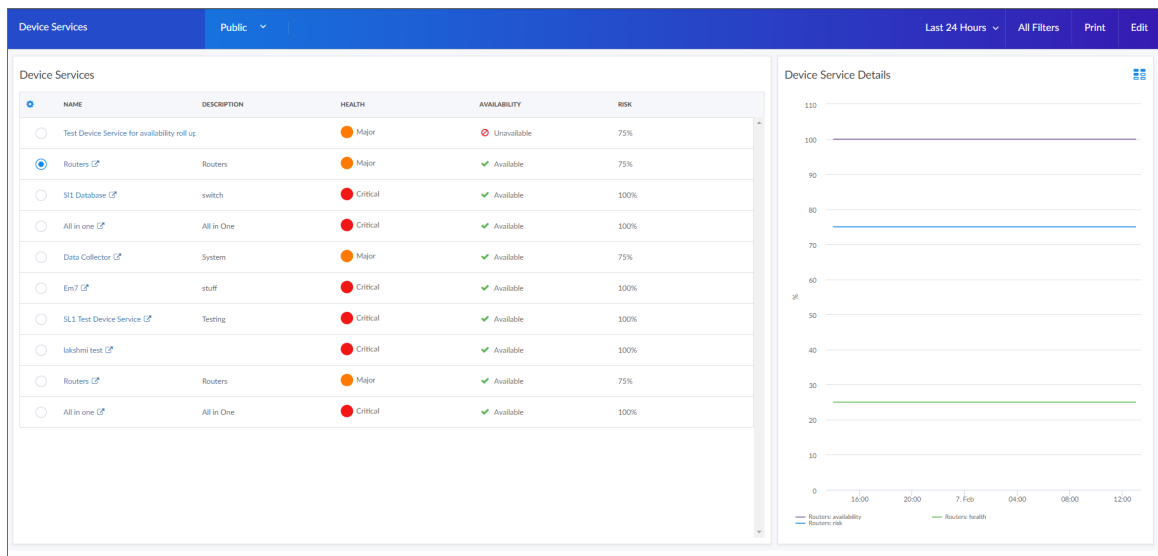 Device Services Public Last 24 Hours All Filters Print Edit
Device Services
NAME DESCRIPTION HEALTH AVAILABILITY RISK
Test Device Service for availability roll up Major Unavailable 75%
Routers Routers Major Available 75%
SI1 Database switch Critical Available 100%
All in one All in One Critical Available 100%
Data Collector System Major Available 75%
Em7 stuff Critical Available 100%
SL1 Test Device Service Testing Critical Available 100%
lakshmi test Critical Available 100%
Routers Routers Major Available 75%
All in one All in One Critical Available 100%
Device Service Details
110
100
90
80
70
60
%
50
40
30
20
10
0
16:00 20:00 7. Feb 04:00 08:00 12:00
Routers: availability Routers: health
Routers: risk